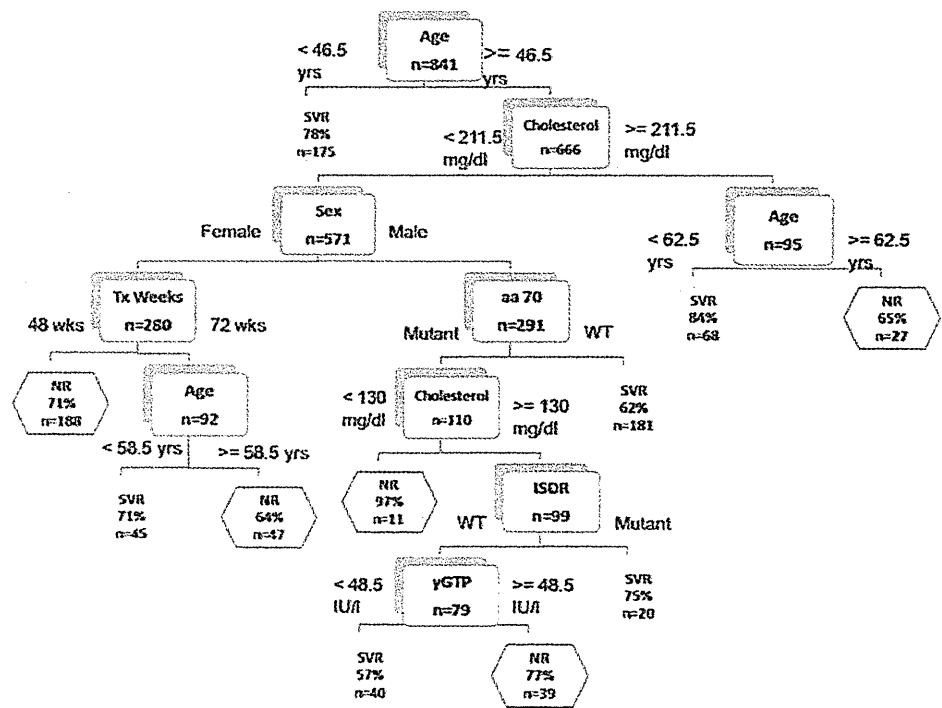 Age
n=841
< 46.5
yrs
>= 46.5
yrs
SVR
78%
n=175
Cholesterol
n=666
< 211.5
mg/dl
>= 211.5
mg/dl
Sex
n=571
Female
Male
Age
n=95
< 62.5
yrs
>= 62.5
yrs
Tx Weeks
n=280
48 wks
72 wks
aa 70
n=291
Mutant
WT
SVR
84%
n=68
NR
65%
n=27
NR
71%
n=188
Age
n=92
< 130
mg/dl
Cholesterol
n=110
>= 130
mg/dl
SVR
62%
n=181
< 58.5 yrs
>= 58.5 yrs
SVR
71%
n=45
NR
64%
n=47
NR
97%
n=11
ISDR
n=99
WT
Mutant
< 48.5
IU/l
γGTP
n=79
>= 48.5
IU/l
SVR
75%
n=20
SVR
57%
n=40
NR
77%
n=39